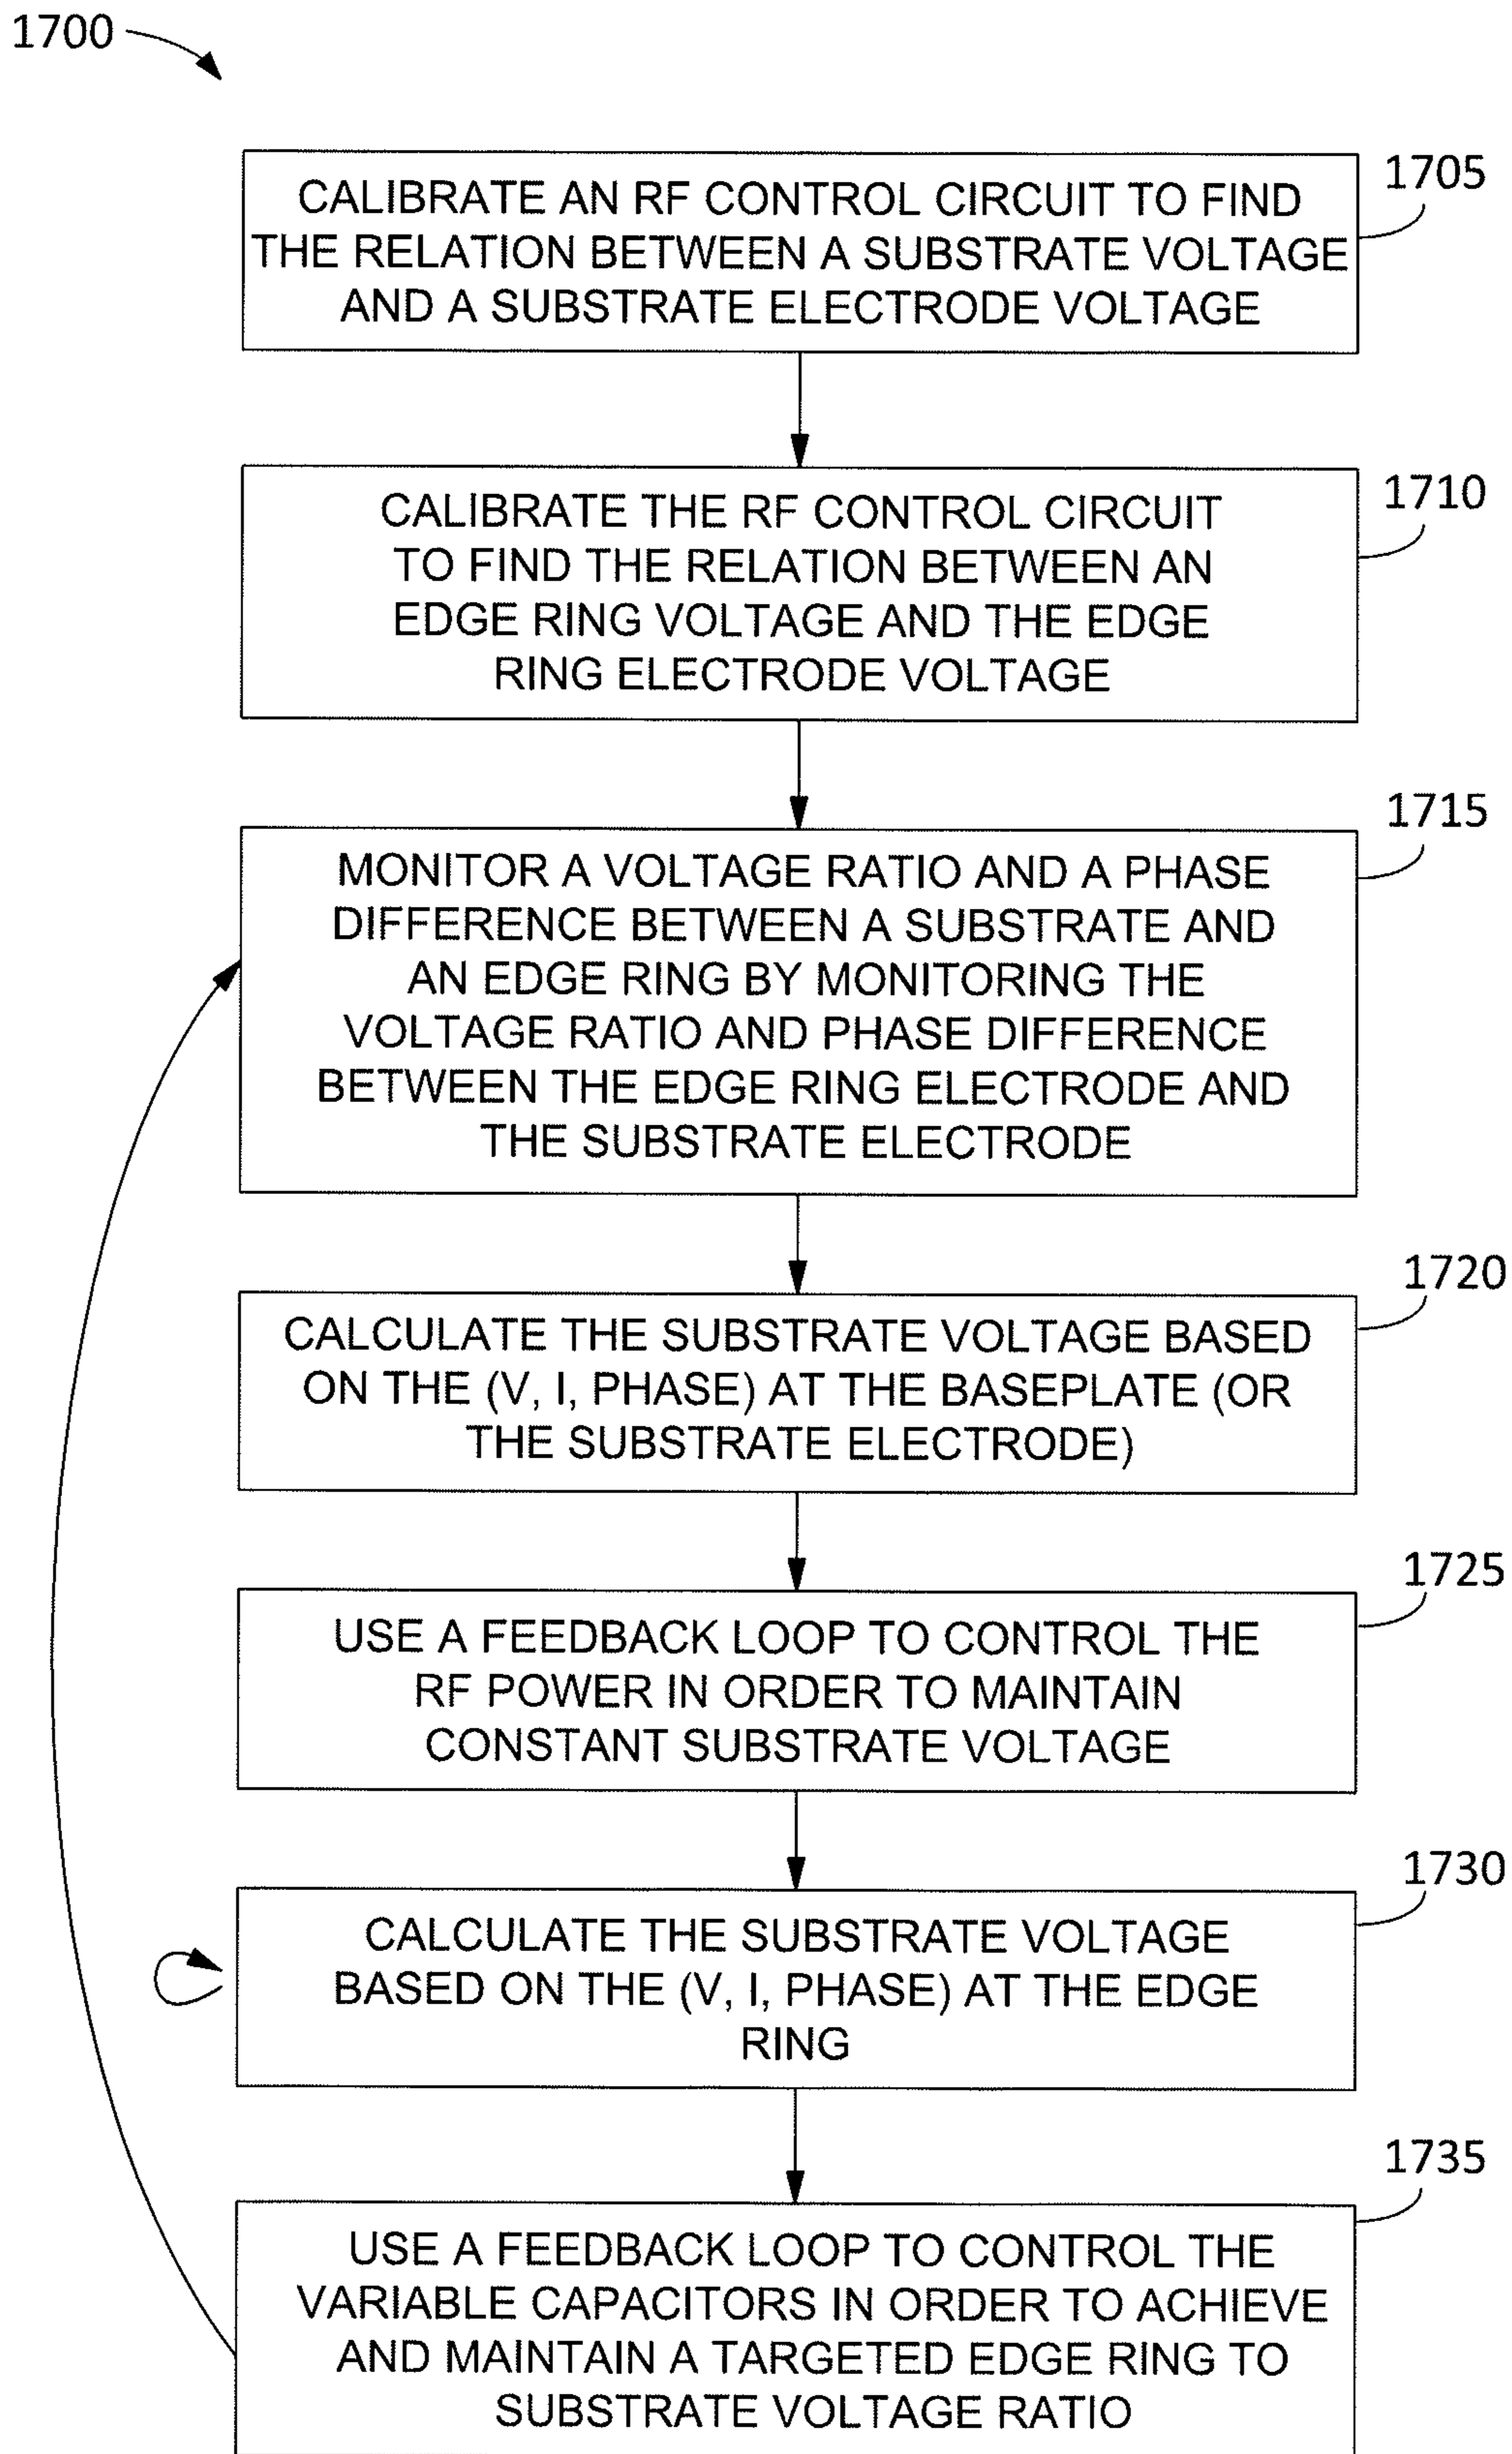 1700
1705
CALIBRATE AN RF CONTROL CIRCUIT TO FIND
THE RELATION BETWEEN A SUBSTRATE VOLTAGE
AND A SUBSTRATE ELECTRODE VOLTAGE
1710
CALIBRATE THE RF CONTROL CIRCUIT
TO FIND THE RELATION BETWEEN AN
EDGE RING VOLTAGE AND THE EDGE
RING ELECTRODE VOLTAGE
1715
MONITOR A VOLTAGE RATIO AND A PHASE
DIFFERENCE BETWEEN A SUBSTRATE AND
AN EDGE RING BY MONITORING THE
VOLTAGE RATIO AND PHASE DIFFERENCE
BETWEEN THE EDGE RING ELECTRODE AND
THE SUBSTRATE ELECTRODE
1720
CALCULATE THE SUBSTRATE VOLTAGE BASED
ON THE (V, I, PHASE) AT THE BASEPLATE (OR
THE SUBSTRATE ELECTRODE)
1725
USE A FEEDBACK LOOP TO CONTROL THE
RF POWER IN ORDER TO MAINTAIN
CONSTANT SUBSTRATE VOLTAGE
1730
CALCULATE THE SUBSTRATE VOLTAGE
BASED ON THE (V, I, PHASE) AT THE EDGE
RING
1735
USE A FEEDBACK LOOP TO CONTROL THE
VARIABLE CAPACITORS IN ORDER TO ACHIEVE
AND MAINTAIN A TARGETED EDGE RING TO
SUBSTRATE VOLTAGE RATIO